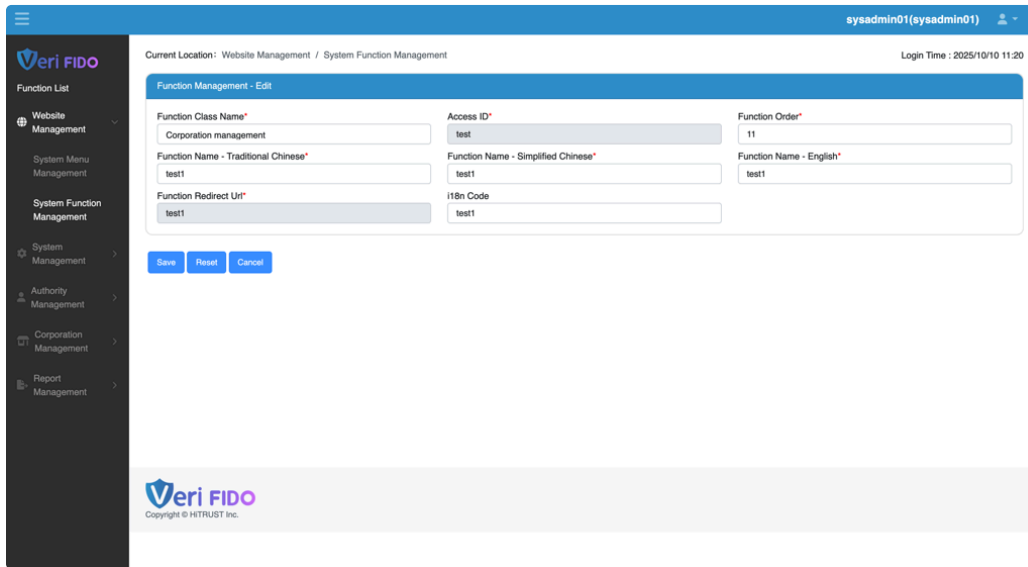 sysadmin01(sysadmin01)
Veri FIDO
Function List
Website
Management
System Menu
Management
System Function
Management
System
Management
Authority
Management
Corporation
Management
Report
Management
Current Location: Website Management / System Function Management
Login Time : 2025/10/10 11:20
Function Management - Edit
Function Class Name* Access ID* Function Order*
Corporation management test 11
Function Name - Traditional Chinese* Function Name - Simplified Chinese* Function Name - English*
test1 test1 test1
Function Redirect Url* i18n Code
test1 test1
Save Reset Cancel
Veri FIDO
Copyright © HiTRUST Inc.